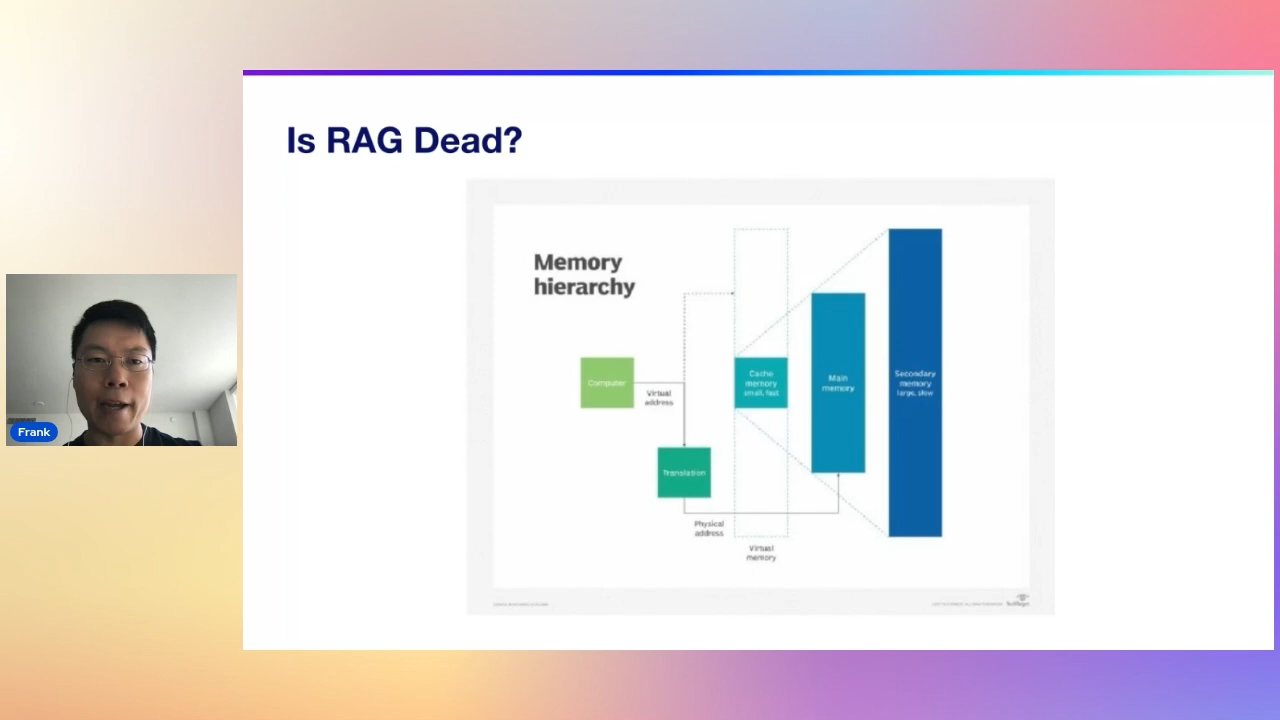 Is RAG Dead?
Memory
hierarchy
Computer
Virtual
address
Translation
Physical
address
Cache
memory
small, fast
Virtual
memory
Main
memory
Secondary
memory
large, slow
TechTarget
Frank